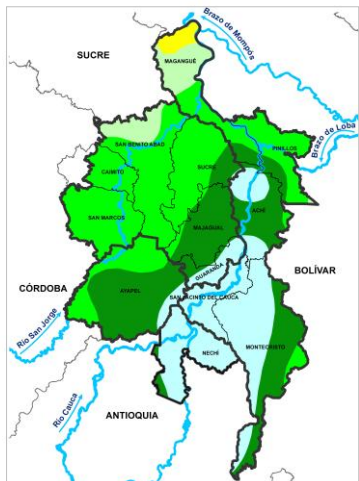 Brazo de Mompós
SUCRE
MAGANGUÉ
Brazo de Loba
SAN BENITO ABAD
PINILLOS
CAIMITO
SUCRE
ACHÍ
SAN MARCOS
MAJAGUAL
GUARANDA
BOLÍVAR
CÓRDOBA
AYAPEL
SAN JACINTO DEL CAUCA
Río San Jorge
NECHÍ
MONTECRISTO
Río Cauca
ANTIOQUIA